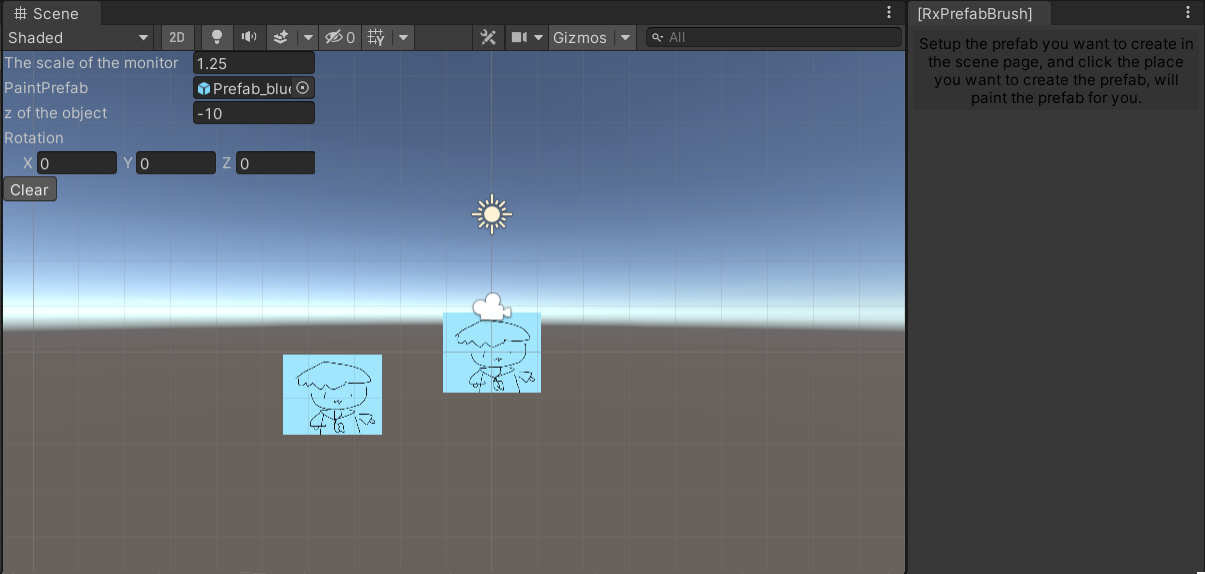 Scene
[RxPrefabBrush]
Shaded
2D
0
Gizmos
All
The scale of the monitor 1.25
PaintPrefab Prefab_blu
z of the object -10
Rotation
X 0 Y 0 Z 0
Clear
Setup the prefab you want to create in
the scene page, and click the place
you want to create the prefab, will
paint the prefab for you.